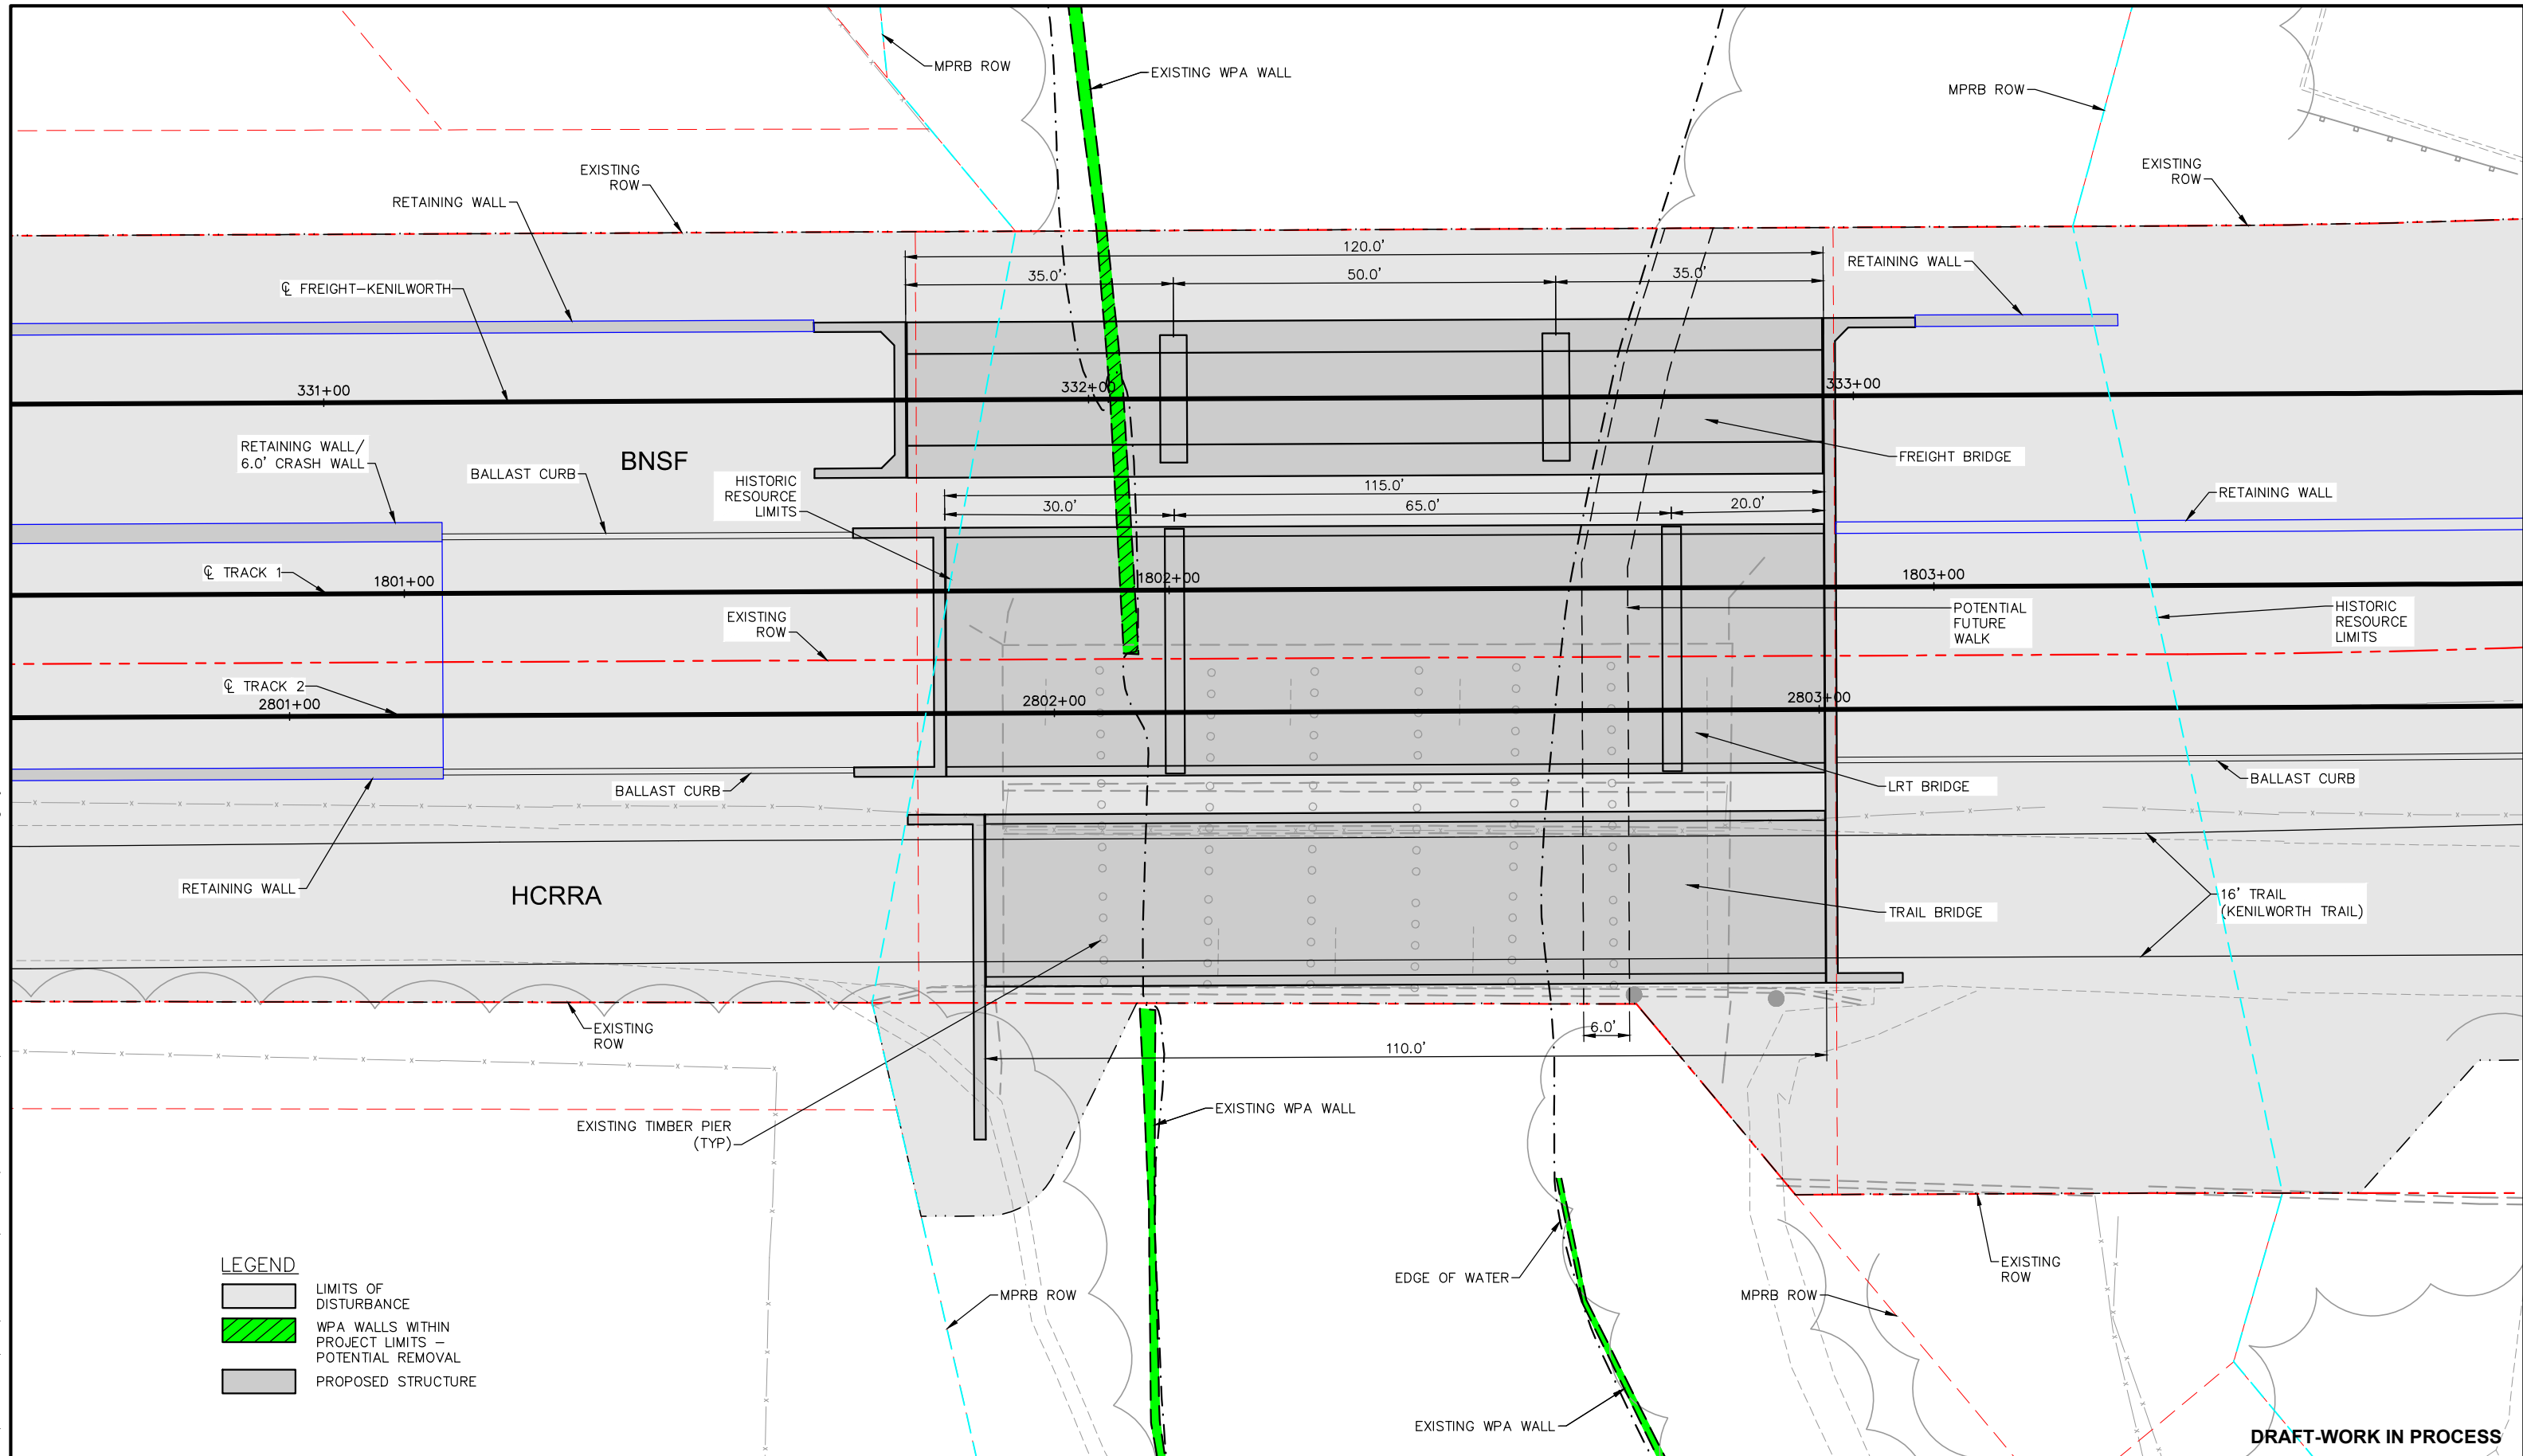 MPRB ROW
EXISTING WPA WALL
MPRB ROW
EXISTING
ROW
EXISTING
ROW
RETAINING WALL
120.0'
35.0'
50.0'
35.0'
RETAINING WALL
℄ FREIGHT-KENILWORTH
331+00
332+00
333+00
RETAINING WALL/
6.0' CRASH WALL
BALLAST CURB
BNSF
FREIGHT BRIDGE
HISTORIC
RESOURCE
LIMITS
115.0'
30.0'
65.0'
20.0'
RETAINING WALL
℄ TRACK 1
1801+00
1802+00
1803+00
EXISTING
ROW
POTENTIAL
FUTURE
WALK
HISTORIC
RESOURCE
LIMITS
℄ TRACK 2
2801+00
2802+00
2803+00
BALLAST CURB
LRT BRIDGE
BALLAST CURB
RETAINING WALL
HCRRA
TRAIL BRIDGE
16' TRAIL
(KENILWORTH TRAIL)
EXISTING
ROW
6.0'
110.0'
EXISTING TIMBER PIER
(TYP)
EXISTING WPA WALL
EDGE OF WATER
EXISTING
ROW
MPRB ROW
MPRB ROW
EXISTING WPA WALL
LEGEND
LIMITS OF
DISTURBANCE
WPA WALLS WITHIN
PROJECT LIMITS –
POTENTIAL REMOVAL
PROPOSED STRUCTURE
DRAFT-WORK IN PROCESS